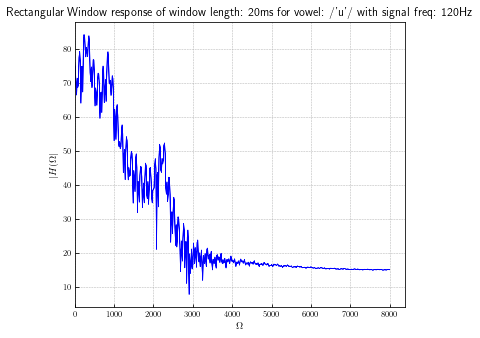 Rectangular Window response of window length: 20ms for vowel: /'u'/ with signal freq: 120Hz
80
70
60
50
40
30
20
10
|H(Ω|
0 1000 2000 3000 4000 5000 6000 7000 8000
Ω